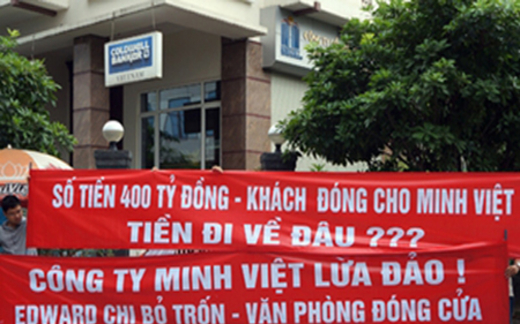 COLDWELL
BANKER
VIETNAM
SỐ TIỀN 400 TỶ ĐỒNG - KHÁCH ĐÓNG CHO MINH VIỆT
TIỀN ĐI VỀ ĐÂU ???
CÔNG TY MINH VIỆT LỪA ĐẢO !
EDWARD CHI BỎ TRỐN - VĂN PHÒNG ĐÓNG CỬA